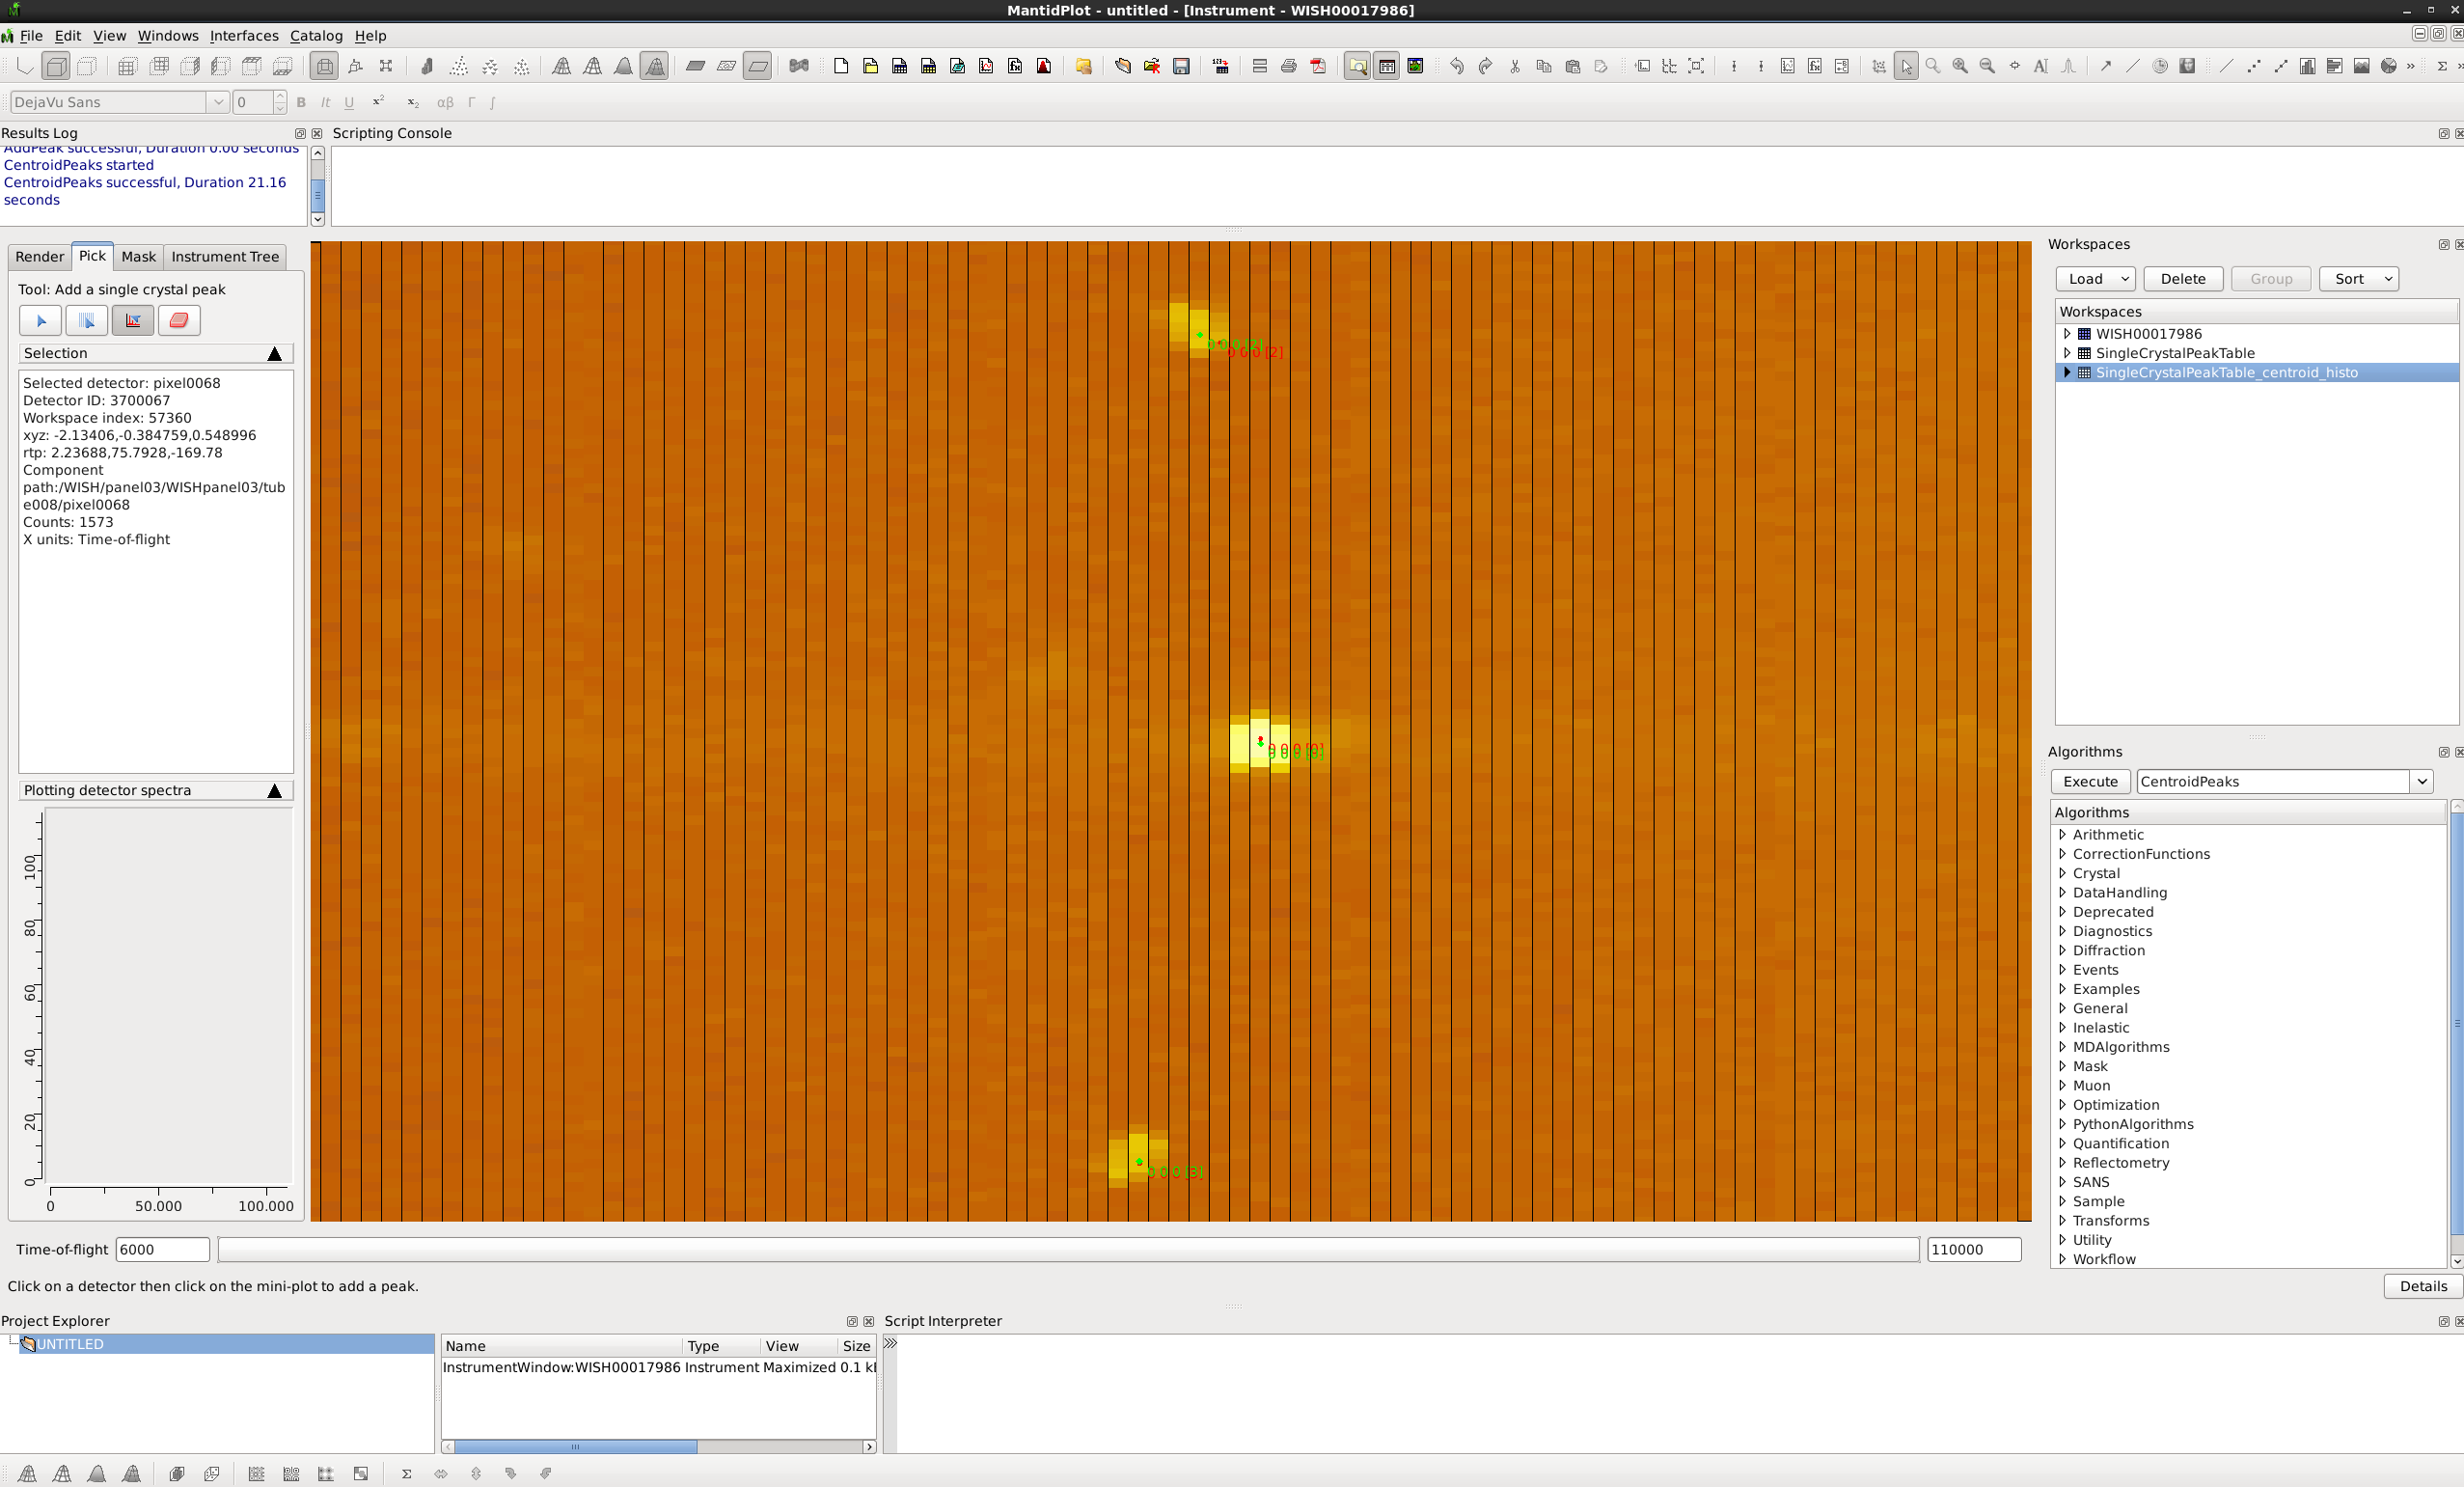 MantidPlot - untitled - [Instrument - WISH00017986]
File Edit View Windows Interfaces Catalog Help
DejaVu Sans 0 B It U x² x₂ αβ Γ ∫
Results Log
Scripting Console
AddPeak successful, Duration 0.00 seconds
CentroidPeaks started
CentroidPeaks successful, Duration 21.16
seconds
Render Pick Mask Instrument Tree
Tool: Add a single crystal peak
Selection
Selected detector: pixel0068
Detector ID: 3700067
Workspace index: 57360
xyz: -2.13406,-0.384759,0.548996
rtp: 2.23688,75.7928,-169.78
Component
path:/WISH/panel03/WISHpanel03/tub
e008/pixel0068
Counts: 1573
X units: Time-of-flight
Plotting detector spectra
100
80
60
40
20
0
0 50.000 100.000
0 0 0 [2]
0 0 0 [2]
0 0 0 [0]
0 0 0 [3]
Time-of-flight 6000 110000
Click on a detector then click on the mini-plot to add a peak.
Workspaces
Load Delete Group Sort
Workspaces
WISH00017986
SingleCrystalPeakTable
SingleCrystalPeakTable_centroid_histo
Algorithms
Execute CentroidPeaks
Algorithms
Arithmetic
CorrectionFunctions
Crystal
DataHandling
Deprecated
Diagnostics
Diffraction
Events
Examples
General
Inelastic
MDAlgorithms
Mask
Muon
Optimization
PythonAlgorithms
Quantification
Reflectometry
SANS
Sample
Transforms
Utility
Workflow
Details
Project Explorer
UNTITLED
Name Type View Size
InstrumentWindow:WISH00017986 Instrument Maximized 0.1
Script Interpreter